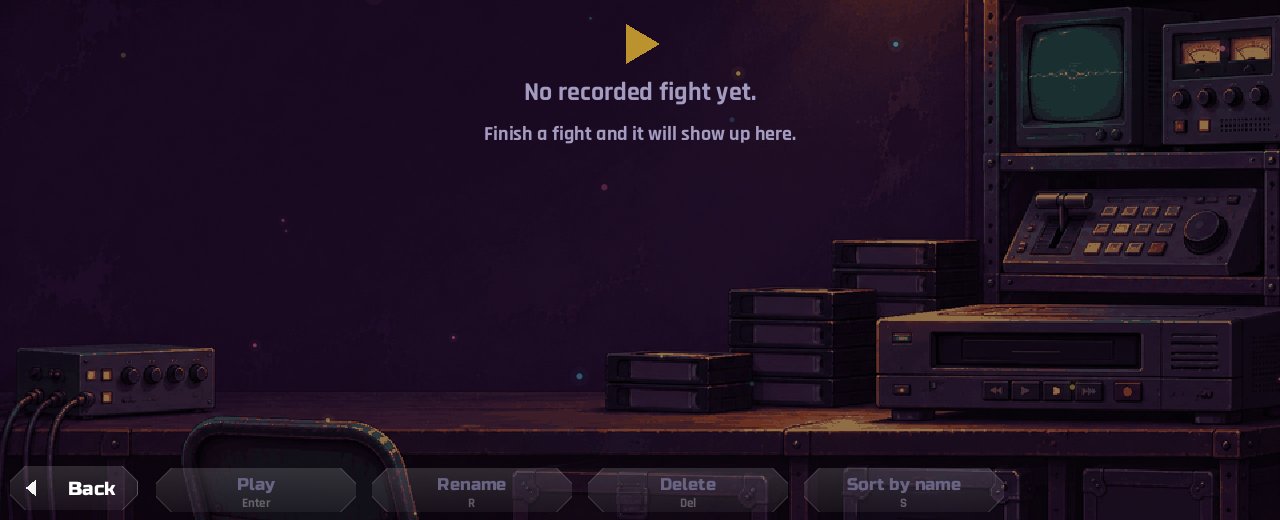 No recorded fight yet.
Finish a fight and it will show up here.
Back
Play
Enter
Rename
R
Delete
Del
Sort by name
S